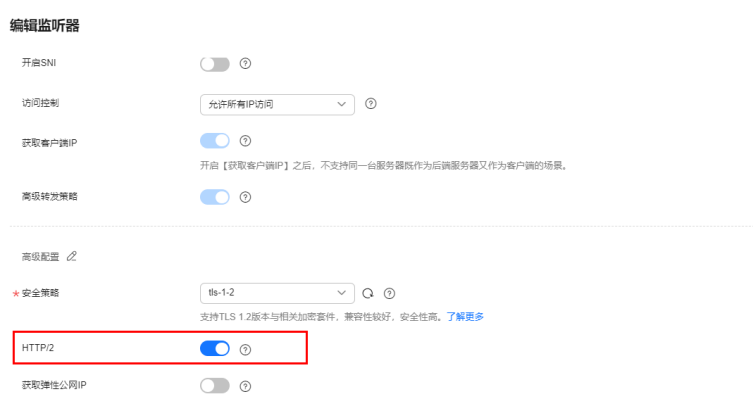 编辑监听器
开启SNI
访问控制 允许所有IP访问
获取客户端IP
开启【获取客户端IP】之后，不支持同一台服务器既作为后端服务器又作为客户端的场景。
高级转发策略
高级配置
* 安全策略 tls-1-2
支持TLS 1.2版本与相关加密套件，兼容性较好，安全性高。了解更多
HTTP/2
获取弹性公网IP